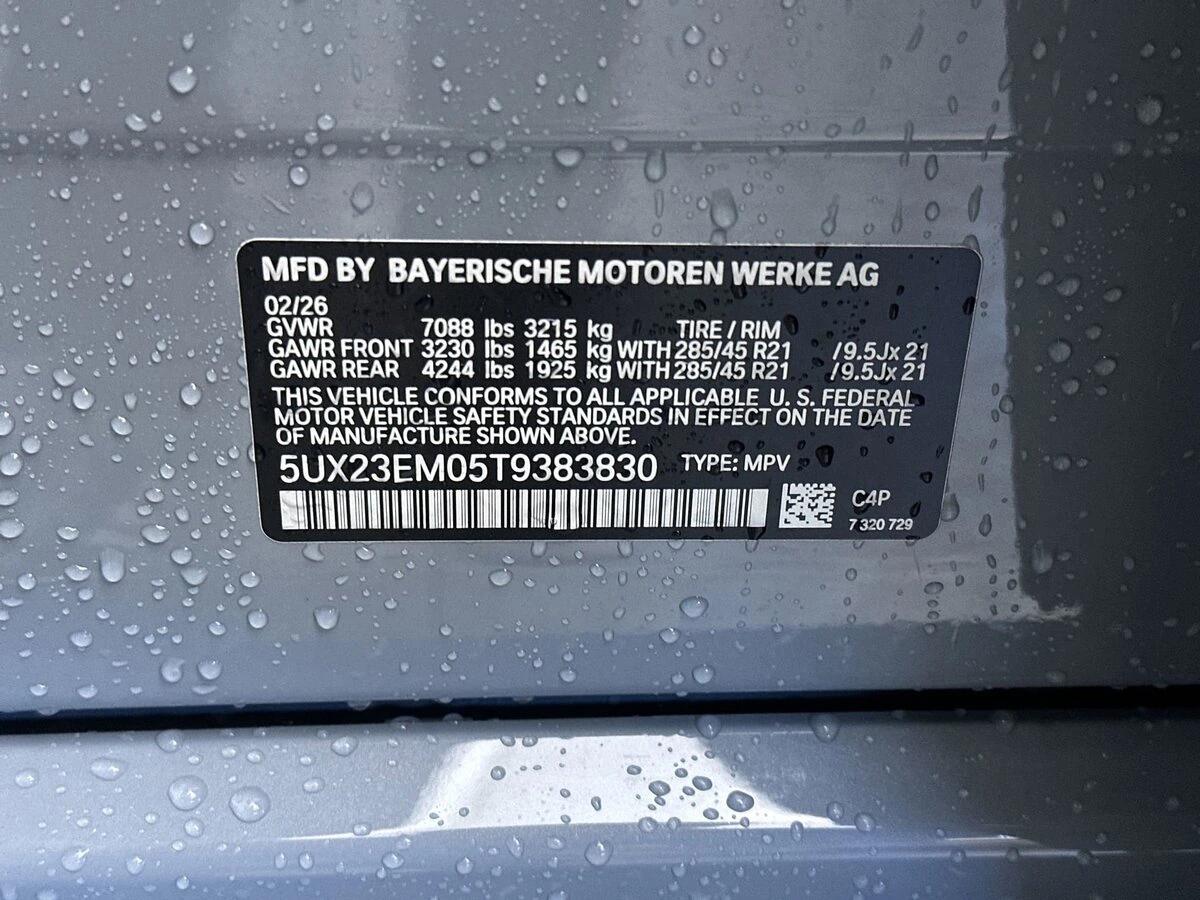 MFD BY BAYERISCHE MOTOREN WERKE AG
02/26
GVWR 7088 lbs 3215 kg TIRE / RIM
GAWR FRONT 3230 lbs 1465 kg WITH 285/45 R21 /9.5Jx 21
GAWR REAR 4244 lbs 1925 kg WITH 285/45 R21 /9.5Jx 21
THIS VEHICLE CONFORMS TO ALL APPLICABLE U. S. FEDERAL
MOTOR VEHICLE SAFETY STANDARDS IN EFFECT ON THE DATE
OF MANUFACTURE SHOWN ABOVE.
5UX23EM05T9383830 TYPE: MPV
C4P
7 320 729